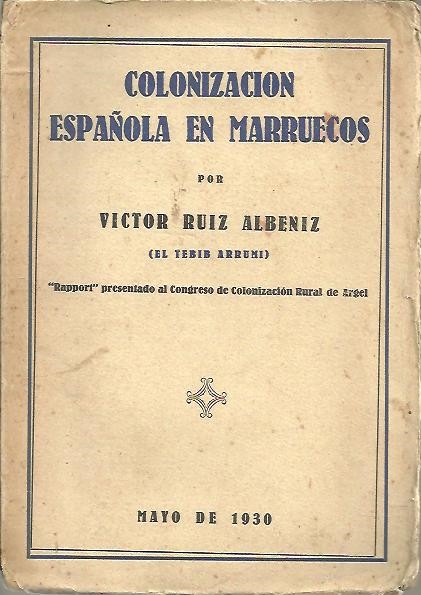 COLONIZACION
ESPAÑOLA EN MARRUECOS
POR
VICTOR RUIZ ALBENIZ
(EL TEBIB ARRUMI)
"Rapport" presentado al Congreso de Colonización Rural de Argel
MAYO DE 1930